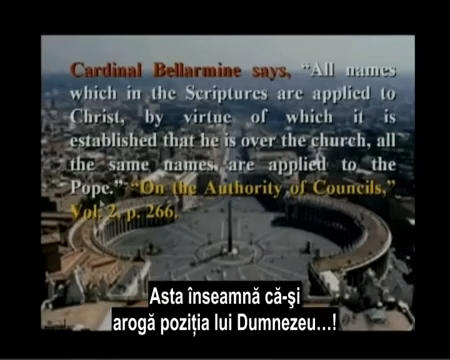 Cardinal Bellarmine says, “All names
which in the Scriptures are applied to
Christ, by virtue of which it is
established that he is over the church, all
the same names are applied to the
Pope.” “On the Authority of Councils,”
Vol. 2, p. 266.
Asta înseamnă că-şi
arogă poziţia lui Dumnezeu...!